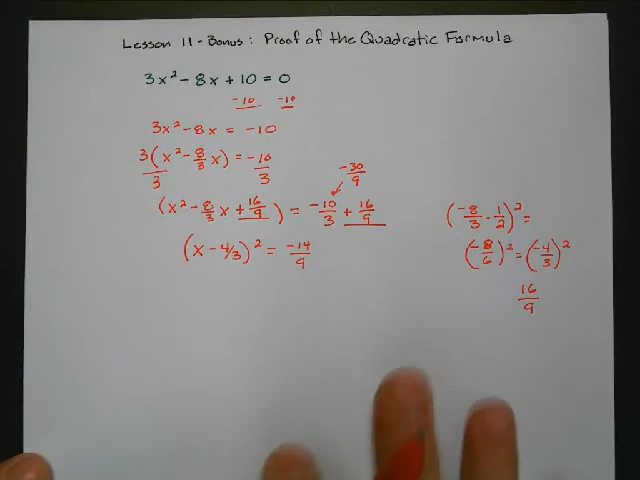 Lesson 11 - Bonus: Proof of the Quadratic Formula
3x² - 8x + 10 = 0
-10 -10
3x² - 8x = -10
3(x² - 8/3 x)/3 = -10/3
-30/9
(x² - 8/3 x + 16/9) = -10/3 + 16/9
(x - 4/3)² = -14/9
(-8/3 · 1/2)² =
(-8/6)² = (-4/3)²
16/9